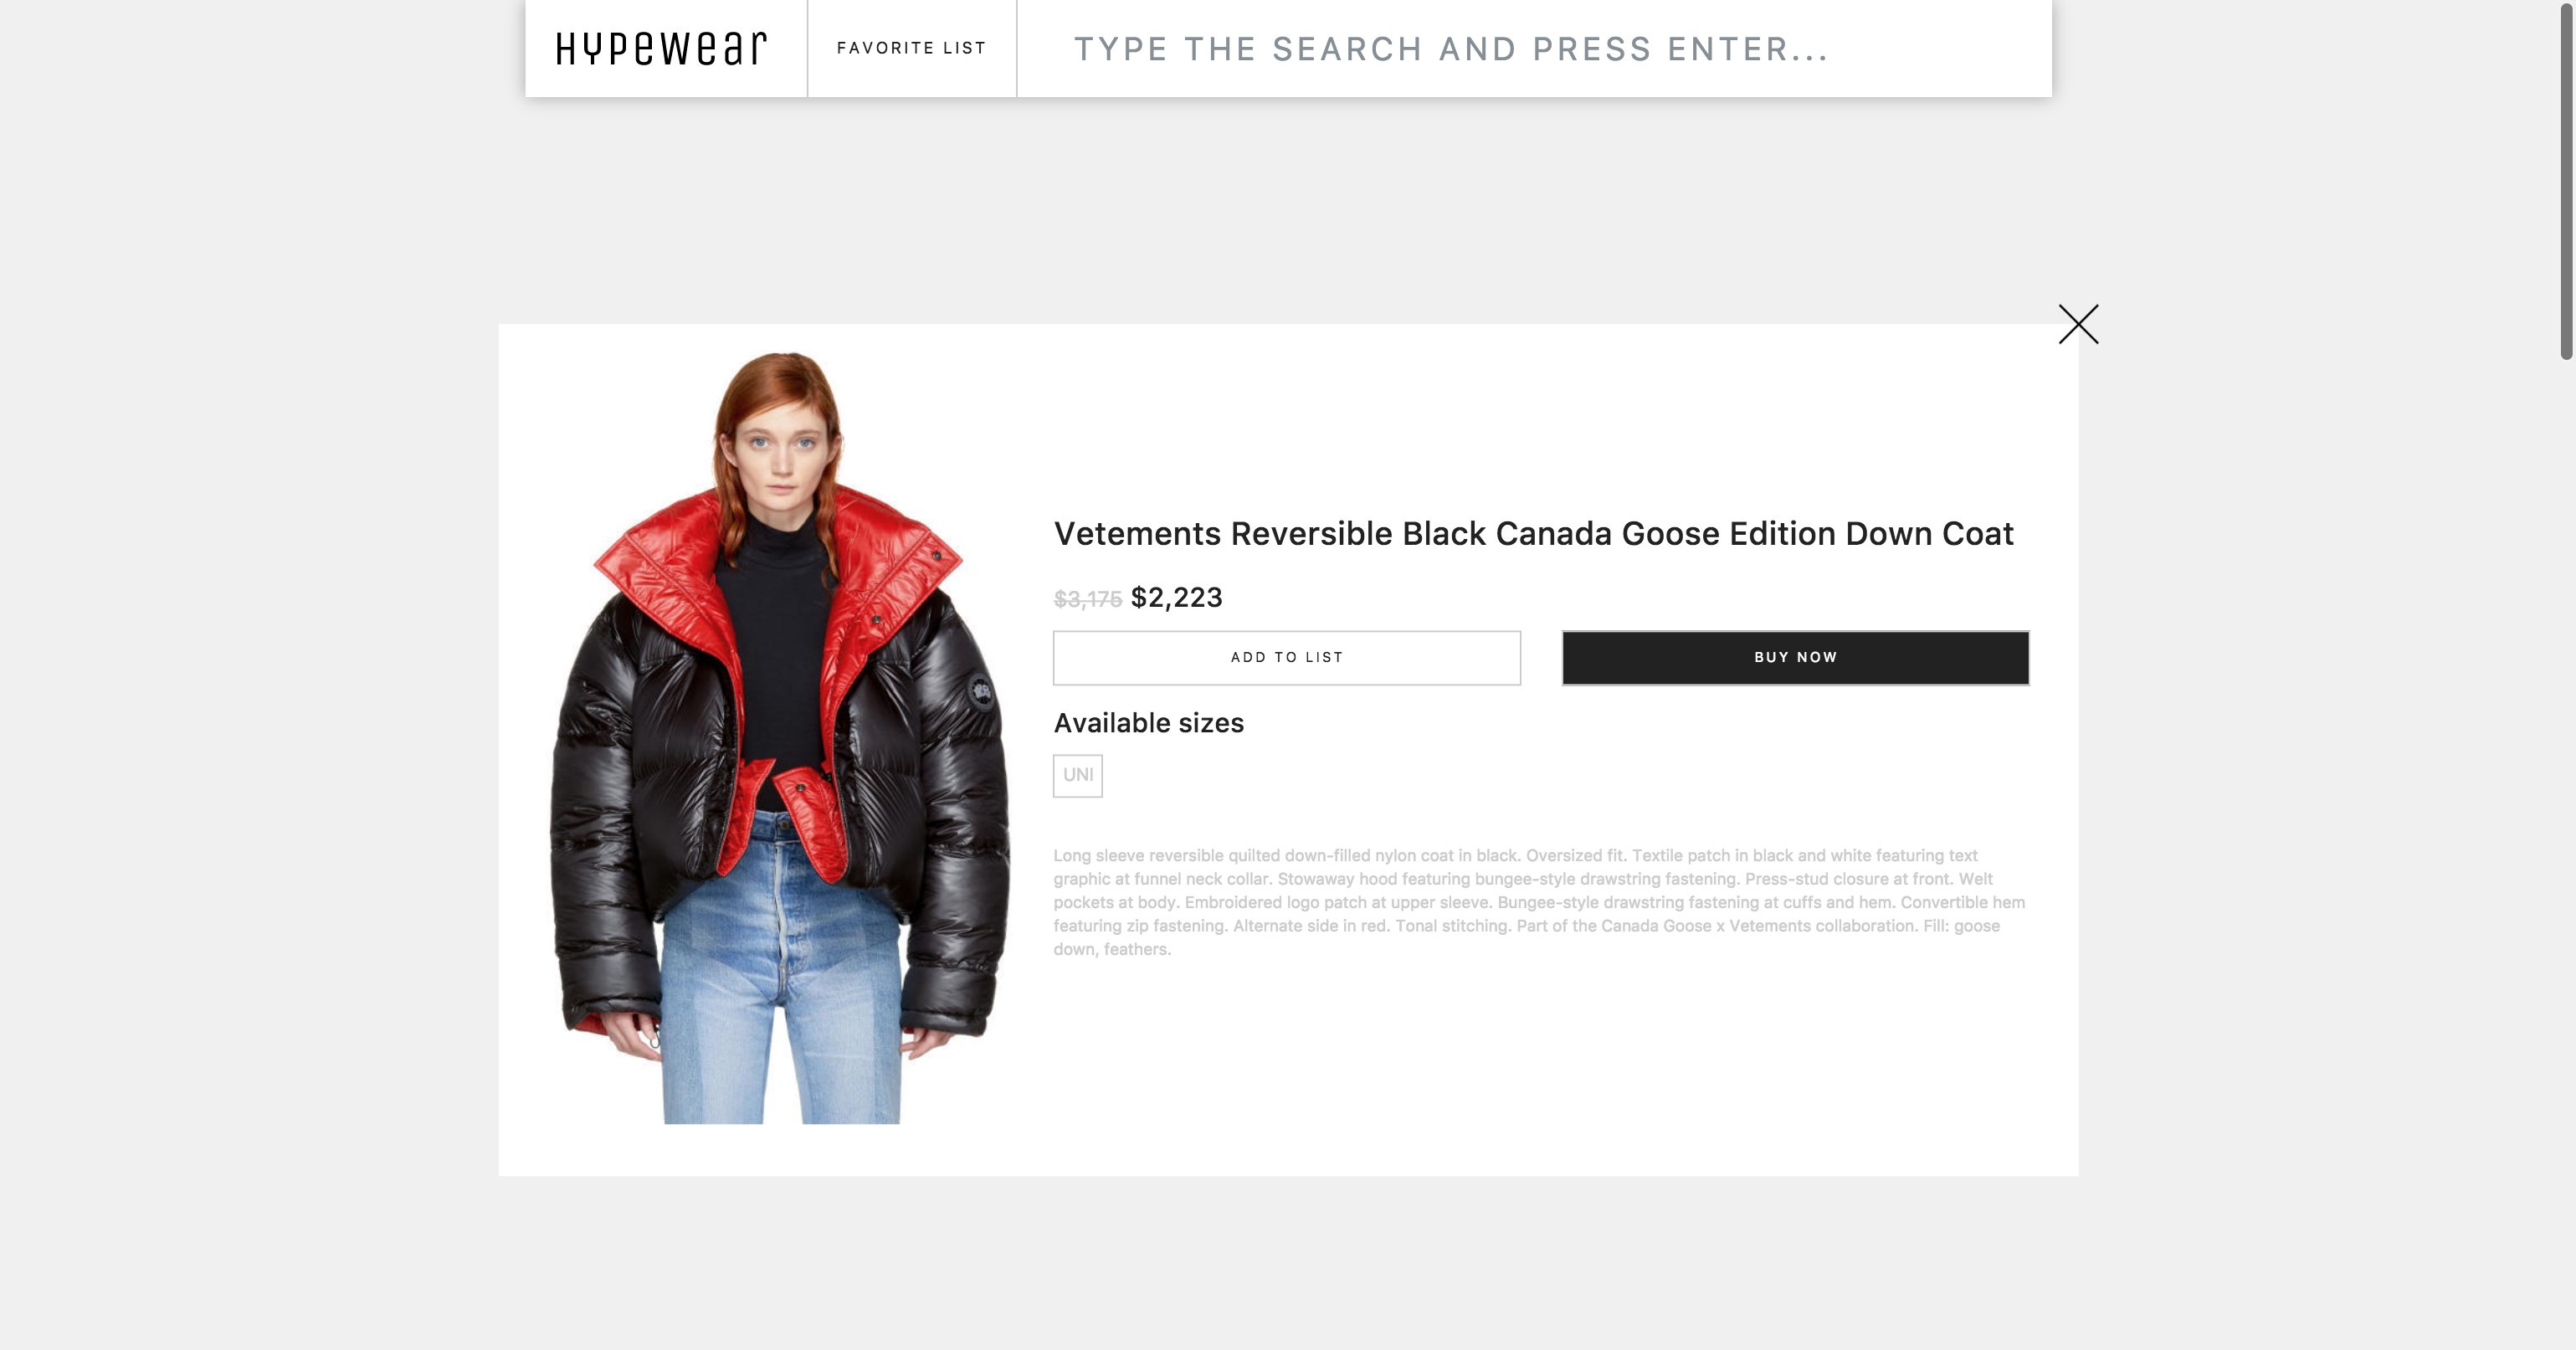 HYPEWEAR
FAVORITE LIST
TYPE THE SEARCH AND PRESS ENTER...
Vetements Reversible Black Canada Goose Edition Down Coat
$3,175 $2,223
ADD TO LIST
BUY NOW
Available sizes
UNI
Long sleeve reversible quilted down-filled nylon coat in black. Oversized fit. Textile patch in black and white featuring text
graphic at funnel neck collar. Stowaway hood featuring bungee-style drawstring fastening. Press-stud closure at front. Welt
pockets at body. Embroidered logo patch at upper sleeve. Bungee-style drawstring fastening at cuffs and hem. Convertible hem
featuring zip fastening. Alternate side in red. Tonal stitching. Part of the Canada Goose x Vetements collaboration. Fill: goose
down, feathers.